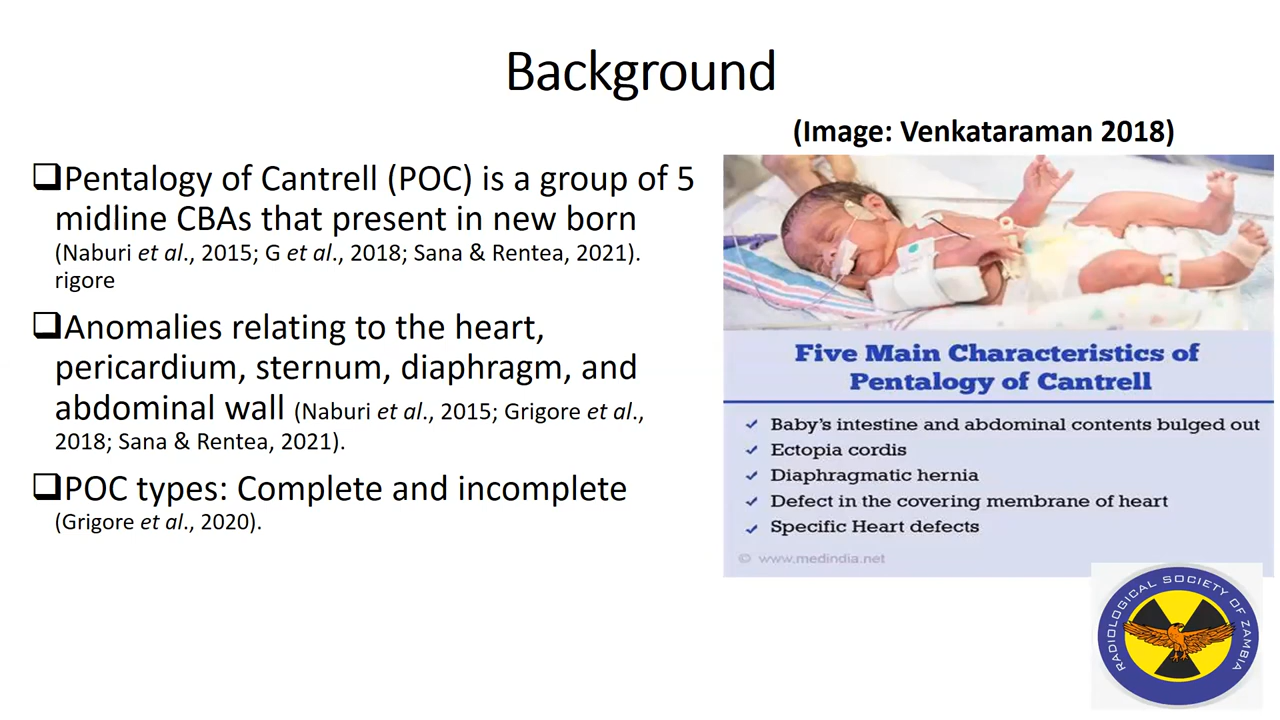 Background
(Image: Venkataraman 2018)
❑Pentalogy of Cantrell (POC) is a group of 5
midline CBAs that present in new born
(Naburi et al., 2015; G et al., 2018; Sana & Rentea, 2021).
rigore
❑Anomalies relating to the heart,
pericardium, sternum, diaphragm, and
abdominal wall (Naburi et al., 2015; Grigore et al.,
2018; Sana & Rentea, 2021).
❑POC types: Complete and incomplete
(Grigore et al., 2020).
Five Main Characteristics of
Pentalogy of Cantrell
✓ Baby's intestine and abdominal contents bulged out
✓ Ectopia cordis
✓ Diaphragmatic hernia
✓ Defect in the covering membrane of heart
✓ Specific Heart defects
© www.medindia.net
RADIOLOGICAL SOCIETY OF ZAMBIA